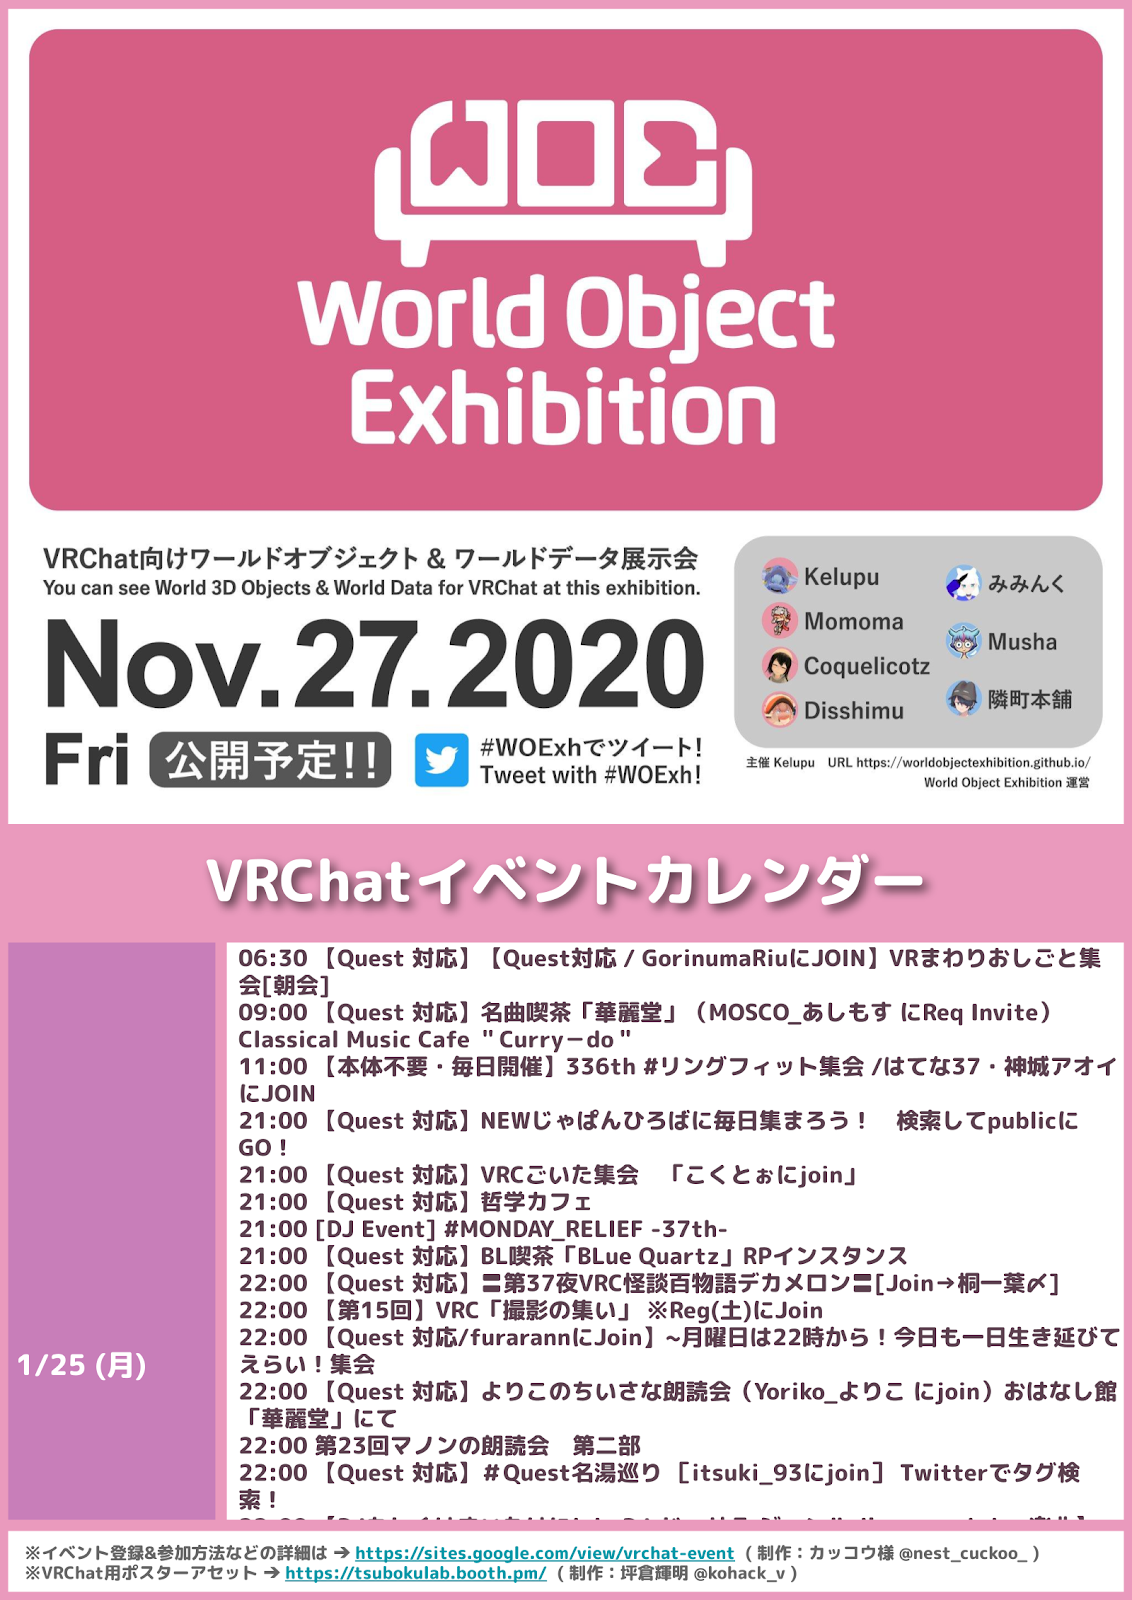 WOE
World Object
Exhibition
VRChat向けワールドオブジェクト & ワールドデータ展示会
You can see World 3D Objects & World Data for VRChat at this exhibition.
Nov.27.2020
Fri 公開予定!!
#WOExhでツイート!
Tweet with #WOExh!
Kelupu
Momoma
Coquelicotz
Disshimu
みみんく
Musha
隣町本舗
主催 Kelupu URL https://worldobjectexhibition.github.io/
World Object Exhibition 運営
VRChatイベントカレンダー
1/25 (月)
06:30 【Quest 対応】【Quest対応 / GorinumaRiuにJOIN】VRまわりおしごと集
会[朝会]
09:00 【Quest 対応】名曲喫茶「華麗堂」（MOSCO_あしもす にReq Invite）
Classical Music Cafe ＂Curryーdo＂
11:00 【本体不要・毎日開催】336th #リングフィット集会 /はてな37・神城アオイ
にJOIN
21:00 【Quest 対応】NEWじゃぱんひろばに毎日集まろう！　検索してpublicに
GO！
21:00 【Quest 対応】VRCごいた集会　「こくとぉにjoin」
21:00 【Quest 対応】哲学カフェ
21:00 [DJ Event] #MONDAY_RELIEF -37th-
21:00 【Quest 対応】BL喫茶「BLue Quartz」RPインスタンス
22:00 【Quest 対応】〓第37夜VRC怪談百物語デカメロン〓[Join→桐一葉〆]
22:00 【第15回】VRC「撮影の集い」 ※Reg(土)にJoin
22:00 【Quest 対応/furarannにJoin】~月曜日は22時から！今日も一日生き延びて
えらい！集会
22:00 【Quest 対応】よりこのちいさな朗読会（Yoriko_よりこ にjoin）おはなし館
「華麗堂」にて
22:00 第23回マノンの朗読会　第二部
22:00 【Quest 対応】＃Quest名湯巡り ［itsuki_93にjoin］ Twitterでタグ検
索！
※イベント登録&参加方法などの詳細は → https://sites.google.com/view/vrchat-event （ 制作：カッコウ様 @nest_cuckoo_ ）
※VRChat用ポスターアセット → https://tsubokulab.booth.pm/ （ 制作：坪倉輝明 @kohack_v ）